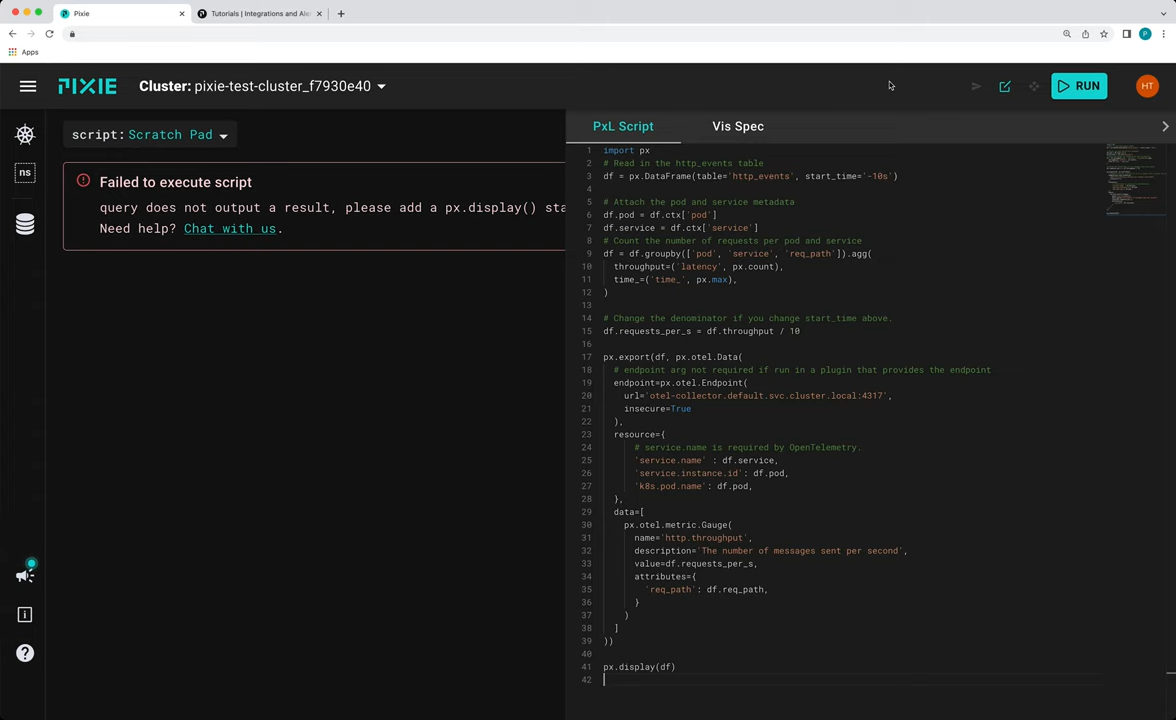 Pixie
Tutorials | Integrations and Ale
Apps
P
PIXIE
Cluster: pixie-test-cluster_f7930e40
RUN
HT
ns
script: Scratch Pad
Failed to execute script
query does not output a result, please add a px.display() sta
Need help? Chat with us.
PxL Script
Vis Spec
1 import px
2 # Read in the http_events table
3 df = px.DataFrame(table='http_events', start_time='-10s')
4
5 # Attach the pod and service metadata
6 df.pod = df.ctx['pod']
7 df.service = df.ctx['service']
8 # Count the number of requests per pod and service
9 df = df.groupby(['pod', 'service', 'req_path']).agg(
10 throughput=('latency', px.count),
11 time_=('time_', px.max),
12 )
13
14 # Change the denominator if you change start_time above.
15 df.requests_per_s = df.throughput / 10
16
17 px.export(df, px.otel.Data(
18 # endpoint arg not required if run in a plugin that provides the endpoint
19 endpoint=px.otel.Endpoint(
20 url='otel-collector.default.svc.cluster.local:4317',
21 insecure=True
22 ),
23 resource={
24 # service.name is required by OpenTelemetry.
25 'service.name' : df.service,
26 'service.instance.id': df.pod,
27 'k8s.pod.name': df.pod,
28 },
29 data=[
30 px.otel.metric.Gauge(
31 name='http.throughput',
32 description='The number of messages sent per second',
33 value=df.requests_per_s,
34 attributes={
35 'req_path': df.req_path,
36 }
37 )
38 ]
39 ))
40
41 px.display(df)
42